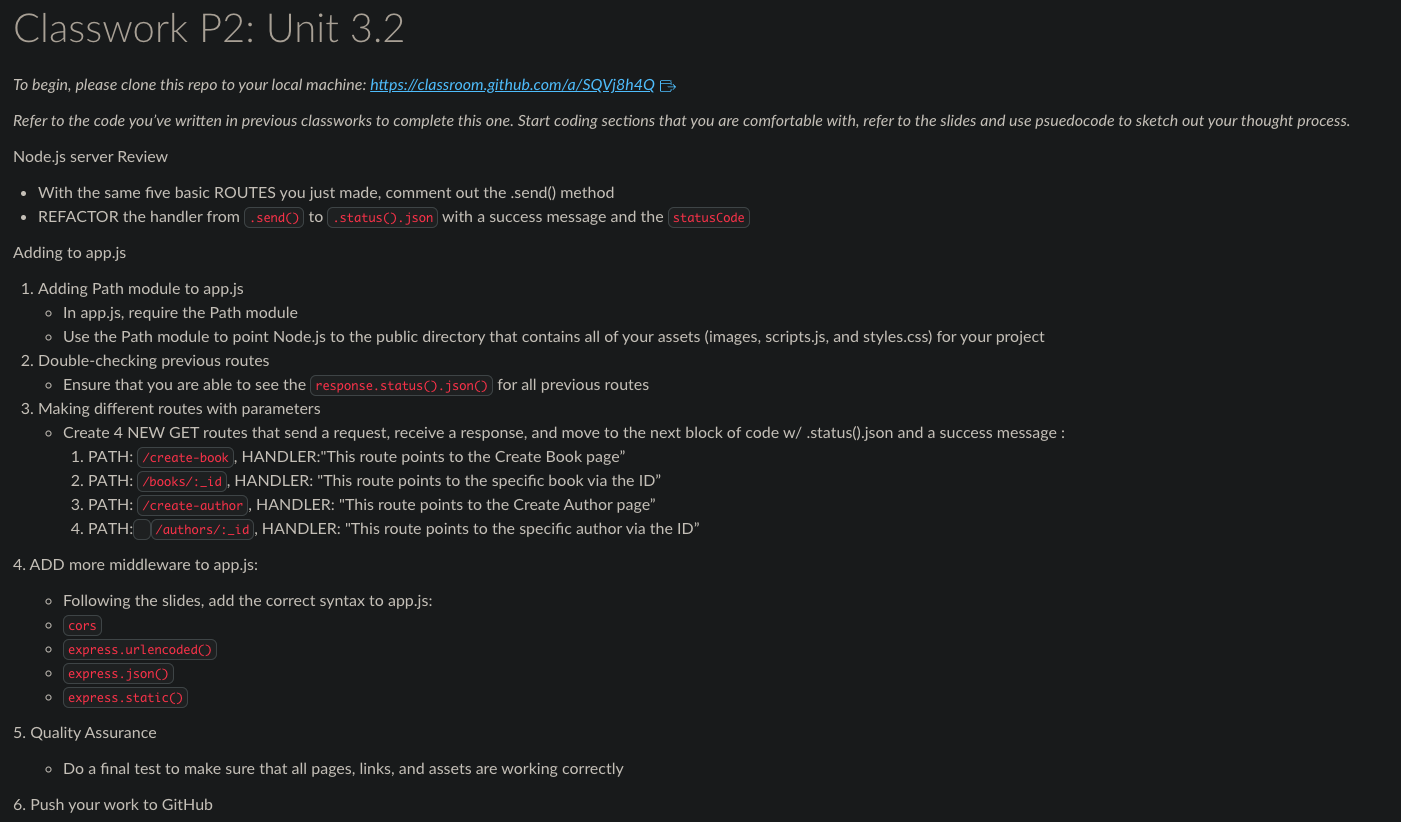 Classwork P2: Unit 3.2
To begin, please clone this repo to your local machine: https://classroom.github.com/a/SQVj8h4Q
Refer to the code you’ve written in previous classworks to complete this one. Start coding sections that you are comfortable with, refer to the slides and use psuedocode to sketch out your thought process.
Node.js server Review
• With the same five basic ROUTES you just made, comment out the .send() method
• REFACTOR the handler from .send() to .status().json with a success message and the statusCode
Adding to app.js
1. Adding Path module to app.js
◦ In app.js, require the Path module
◦ Use the Path module to point Node.js to the public directory that contains all of your assets (images, scripts.js, and styles.css) for your project
2. Double-checking previous routes
◦ Ensure that you are able to see the response.status().json() for all previous routes
3. Making different routes with parameters
◦ Create 4 NEW GET routes that send a request, receive a response, and move to the next block of code w/ .status().json and a success message :
1. PATH: /create-book, HANDLER:"This route points to the Create Book page”
2. PATH: /books/:_id, HANDLER: "This route points to the specific book via the ID”
3. PATH: /create-author, HANDLER: "This route points to the Create Author page”
4. PATH: /authors/:_id, HANDLER: "This route points to the specific author via the ID”
4. ADD more middleware to app.js:
◦ Following the slides, add the correct syntax to app.js:
◦ cors
◦ express.urlencoded()
◦ express.json()
◦ express.static()
5. Quality Assurance
◦ Do a final test to make sure that all pages, links, and assets are working correctly
6. Push your work to GitHub